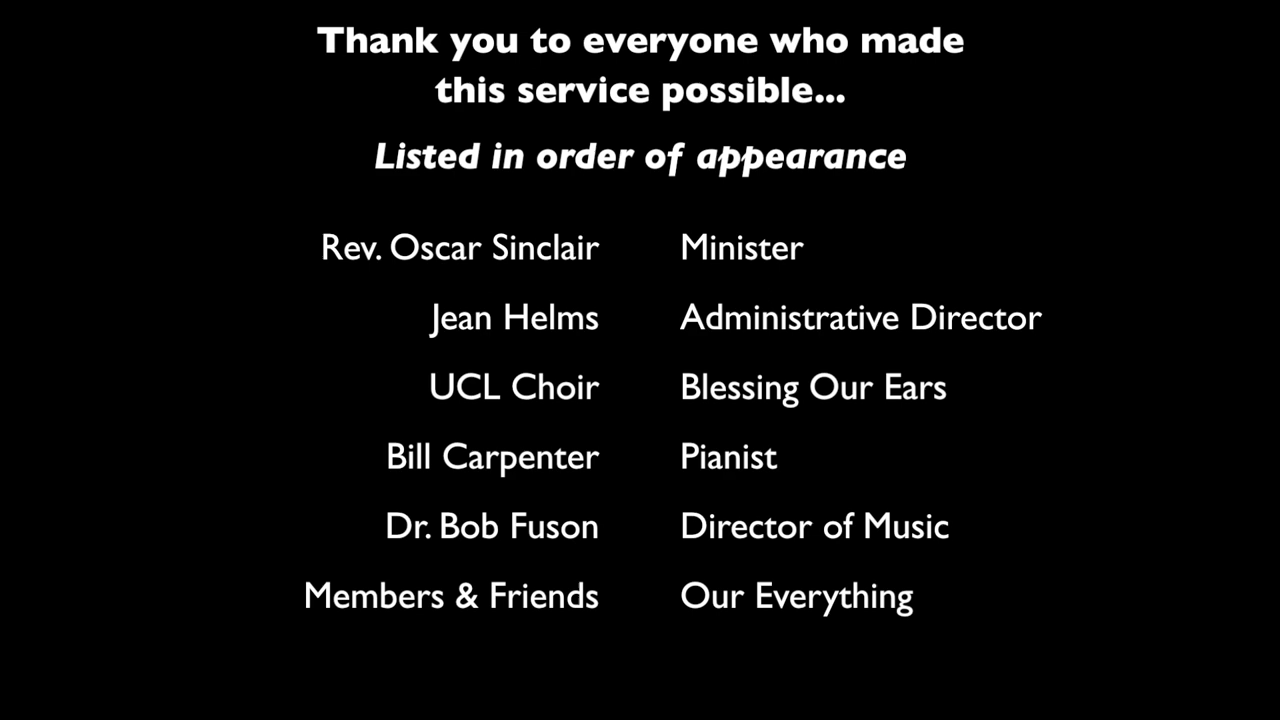 Thank you to everyone who made
this service possible...
Listed in order of appearance
Rev. Oscar Sinclair Minister
Jean Helms Administrative Director
UCL Choir Blessing Our Ears
Bill Carpenter Pianist
Dr. Bob Fuson Director of Music
Members & Friends Our Everything